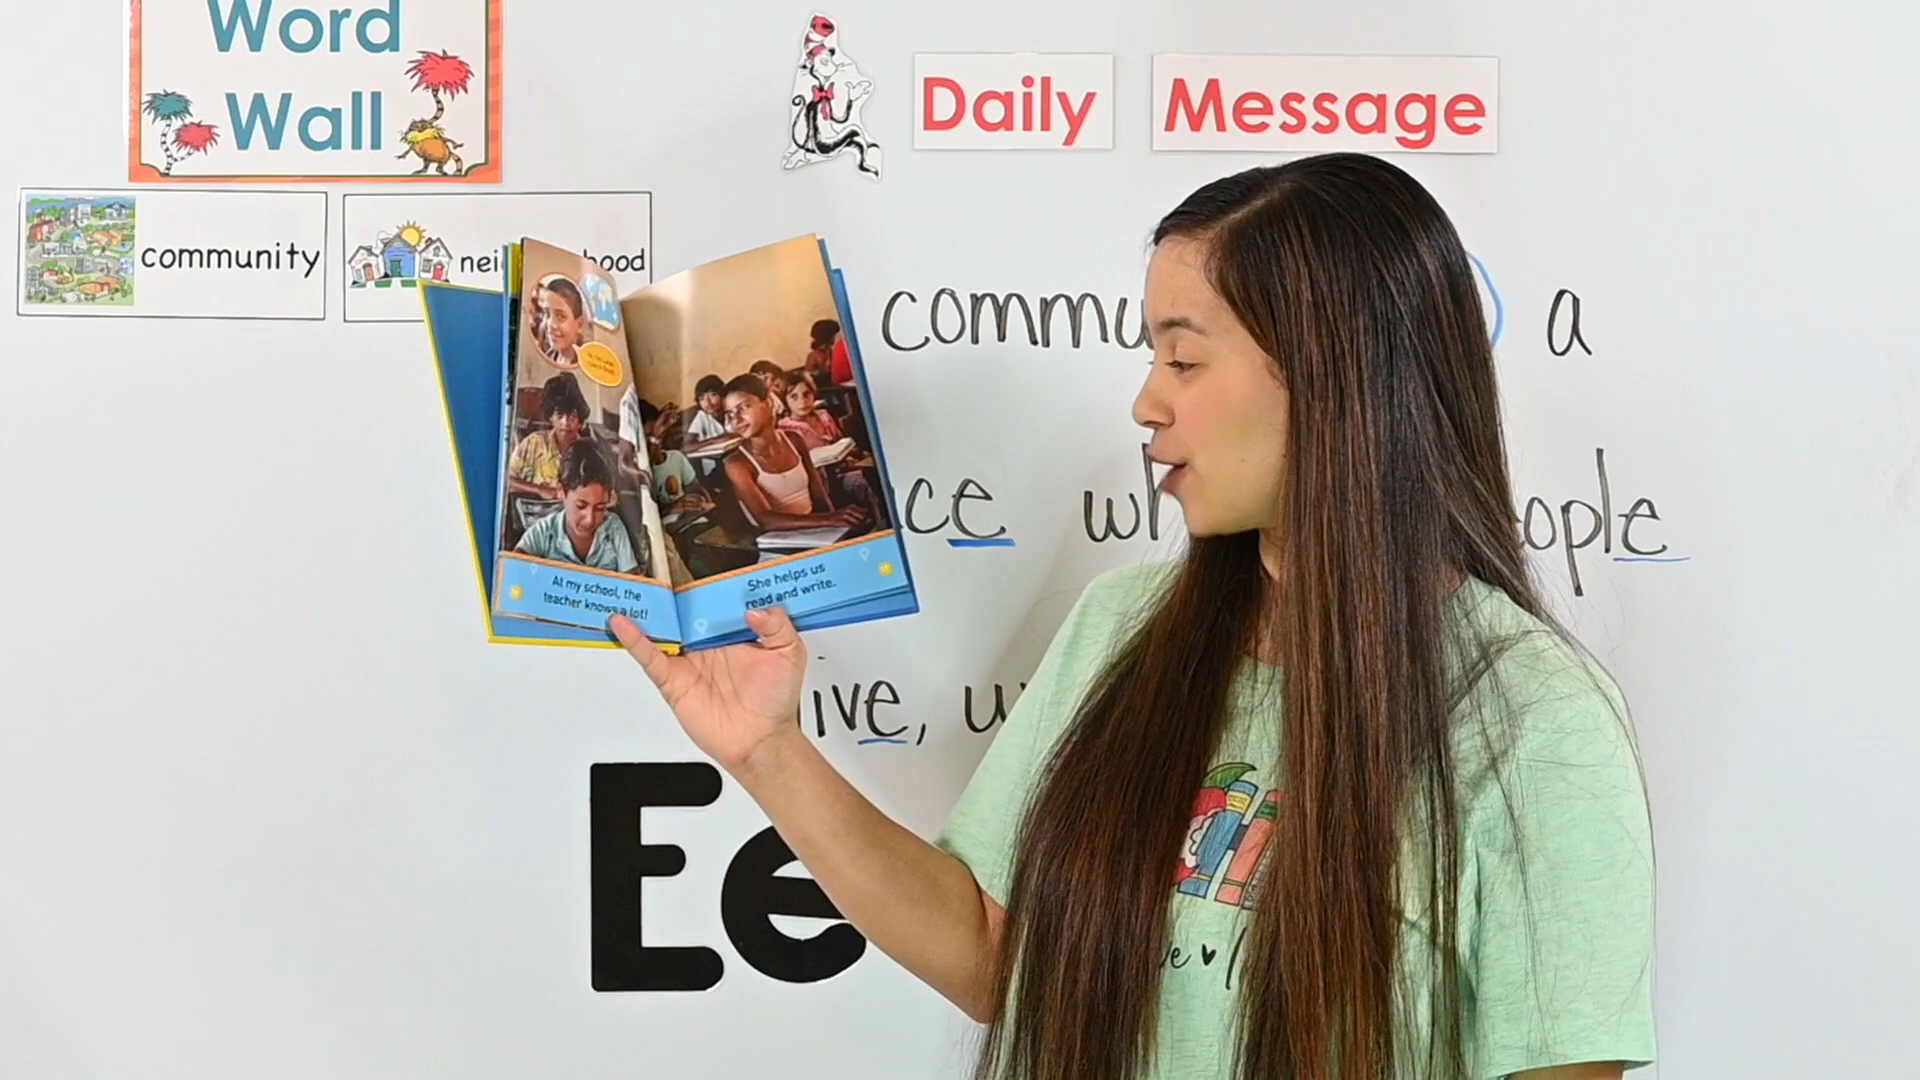 Word
Wall
Daily Message
community
nei hood
commu a
ce wh ople
ive, w
At my school, the
teacher knows a lot!
She helps us
read and write.
Ee